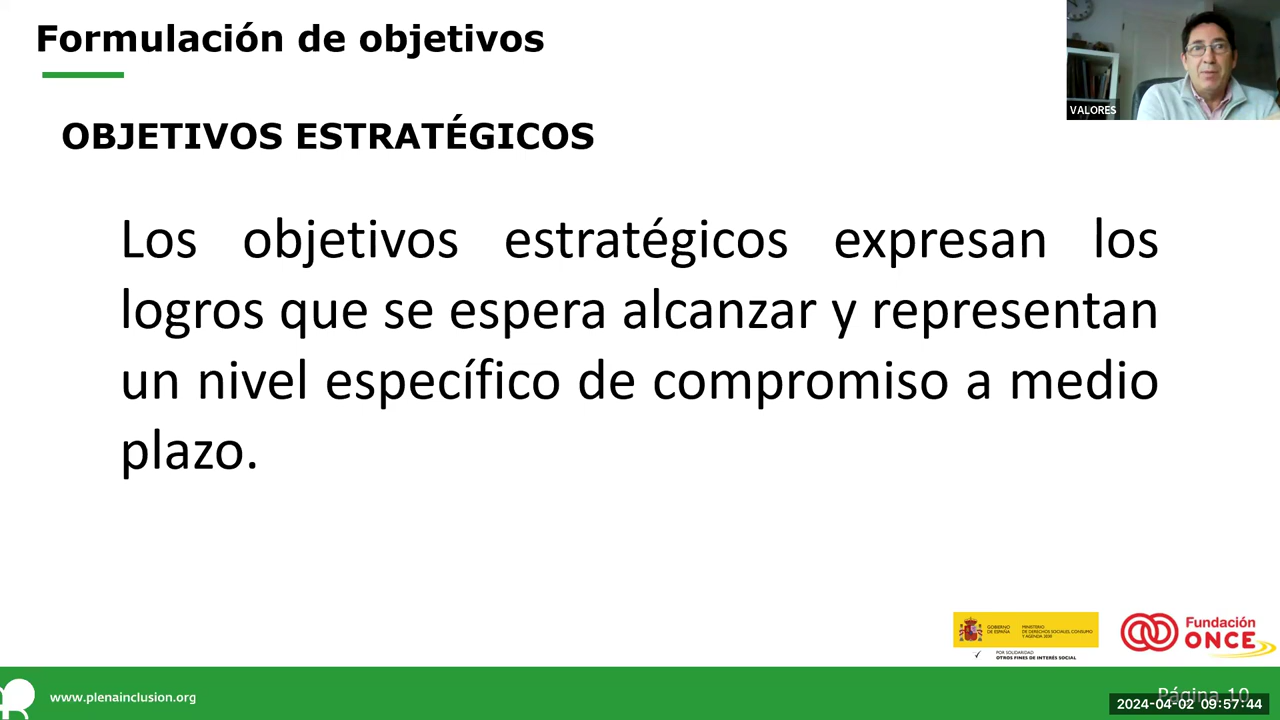 Formulación de objetivos
VALORES
OBJETIVOS ESTRATÉGICOS
Los objetivos estratégicos expresan los
logros que se espera alcanzar y representan
un nivel específico de compromiso a medio
plazo.
GOBIERNO
DE ESPAÑA
MINISTERIO
DE DERECHOS SOCIALES, CONSUMO
Y AGENDA 2030
POR SOLIDARIDAD
OTROS FINES DE INTERÉS SOCIAL
Fundación
ONCE
www.plenainclusion.org
Página 10
2024-04-02 09:57:44